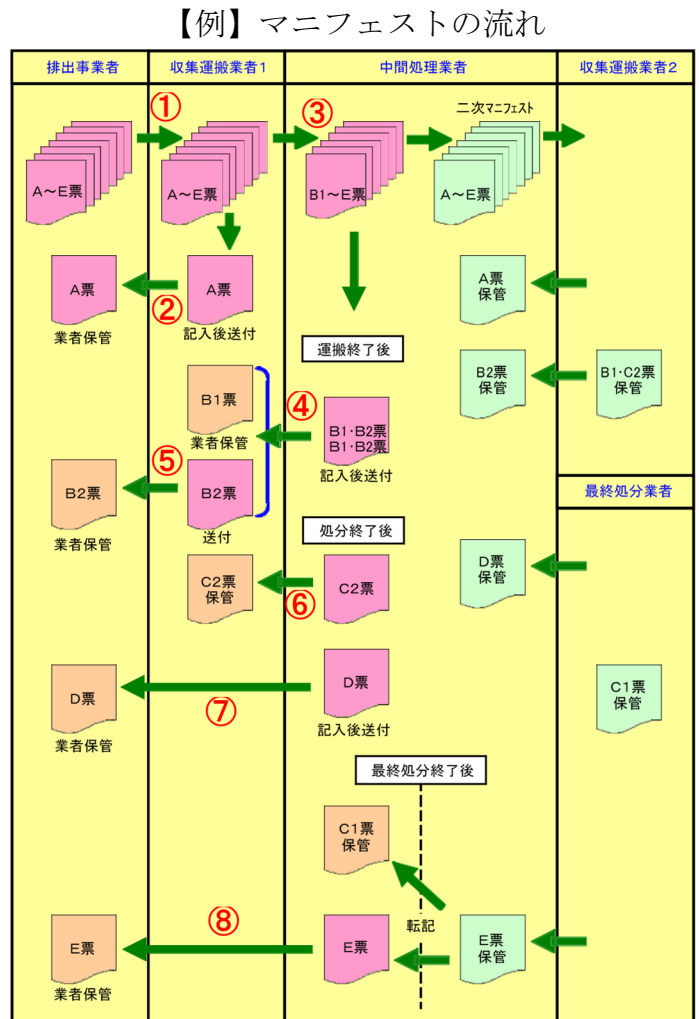 【例】マニフェストの流れ
排出事業者
収集運搬業者1
中間処理業者
収集運搬業者2
①
③
二次マニフェスト
A～E票
A～E票
B1～E票
A～E票
A票
業者保管
②
A票
記入後送付
A票
保管
運搬終了後
B1票
業者保管
④
B1・B2票
B1・B2票
記入後送付
B2票
保管
B1・C2票
保管
B2票
業者保管
⑤
B2票
送付
最終処分業者
処分終了後
C2票
保管
⑥
C2票
D票
保管
D票
業者保管
⑦
D票
記入後送付
C1票
保管
最終処分終了後
C1票
保管
転記
E票
業者保管
⑧
E票
E票
保管